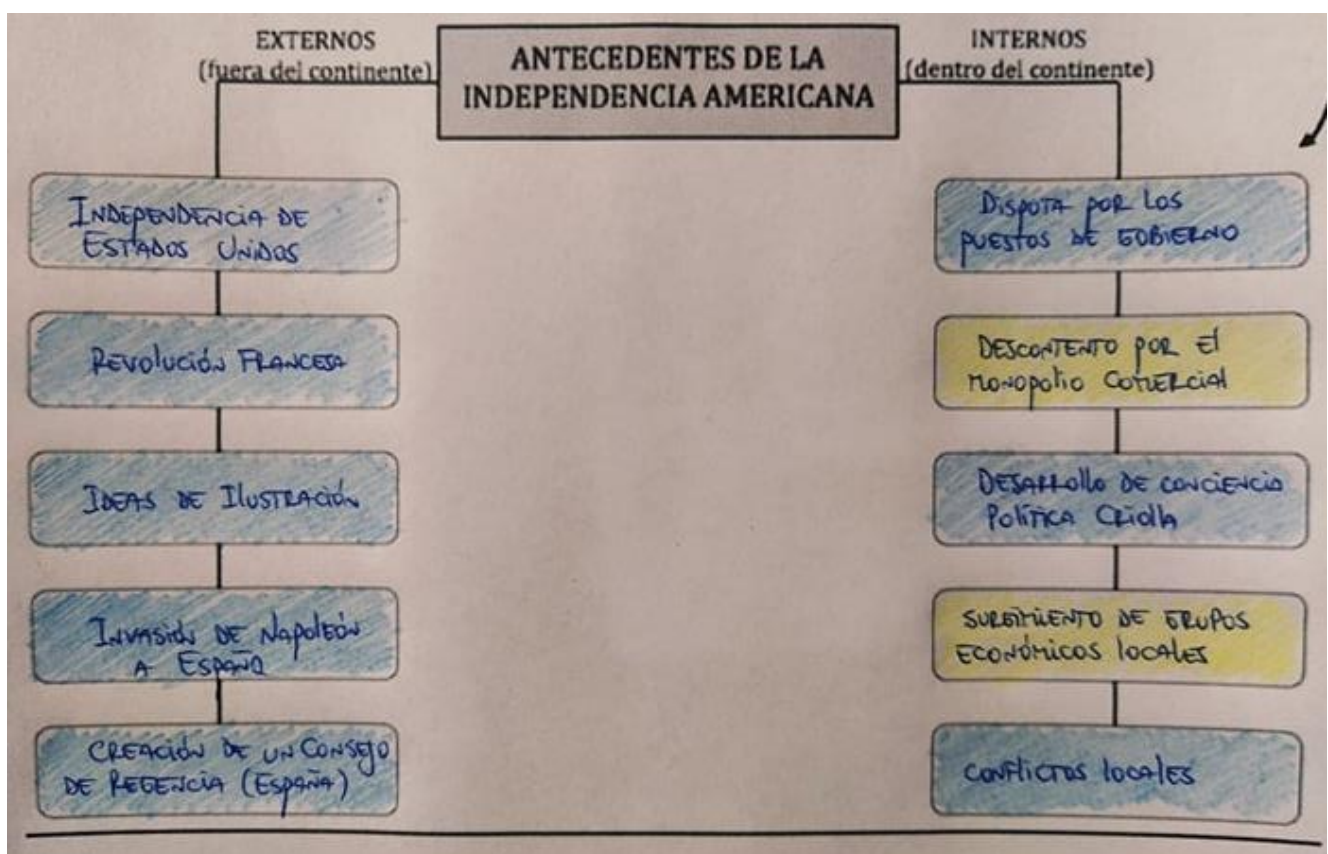 EXTERNOS
(fuera del continente)
ANTECEDENTES DE LA
INDEPENDENCIA AMERICANA
INTERNOS
(dentro del continente)
INDEPENDENCIA DE
ESTADOS UNIDOS
REVOLUCIÓN FRANCESA
IDEAS DE ILUSTRACIÓN
INVASIÓN DE NAPOLEÓN
A ESPAÑA
CREACIÓN DE UN CONSEJO
DE REGENCIA (ESPAÑA)
DISPUTA POR LOS
PUESTOS DE GOBIERNO
DESCONTENTO POR El
MONOPOLIO COMERCIAL
DESARROLLO DE CONCIENCIA
POLÍTICA CRIOLLA
SURGIMIENTO DE GRUPOS
ECONÓMICOS LOCALES
CONFLICTOS LOCALES